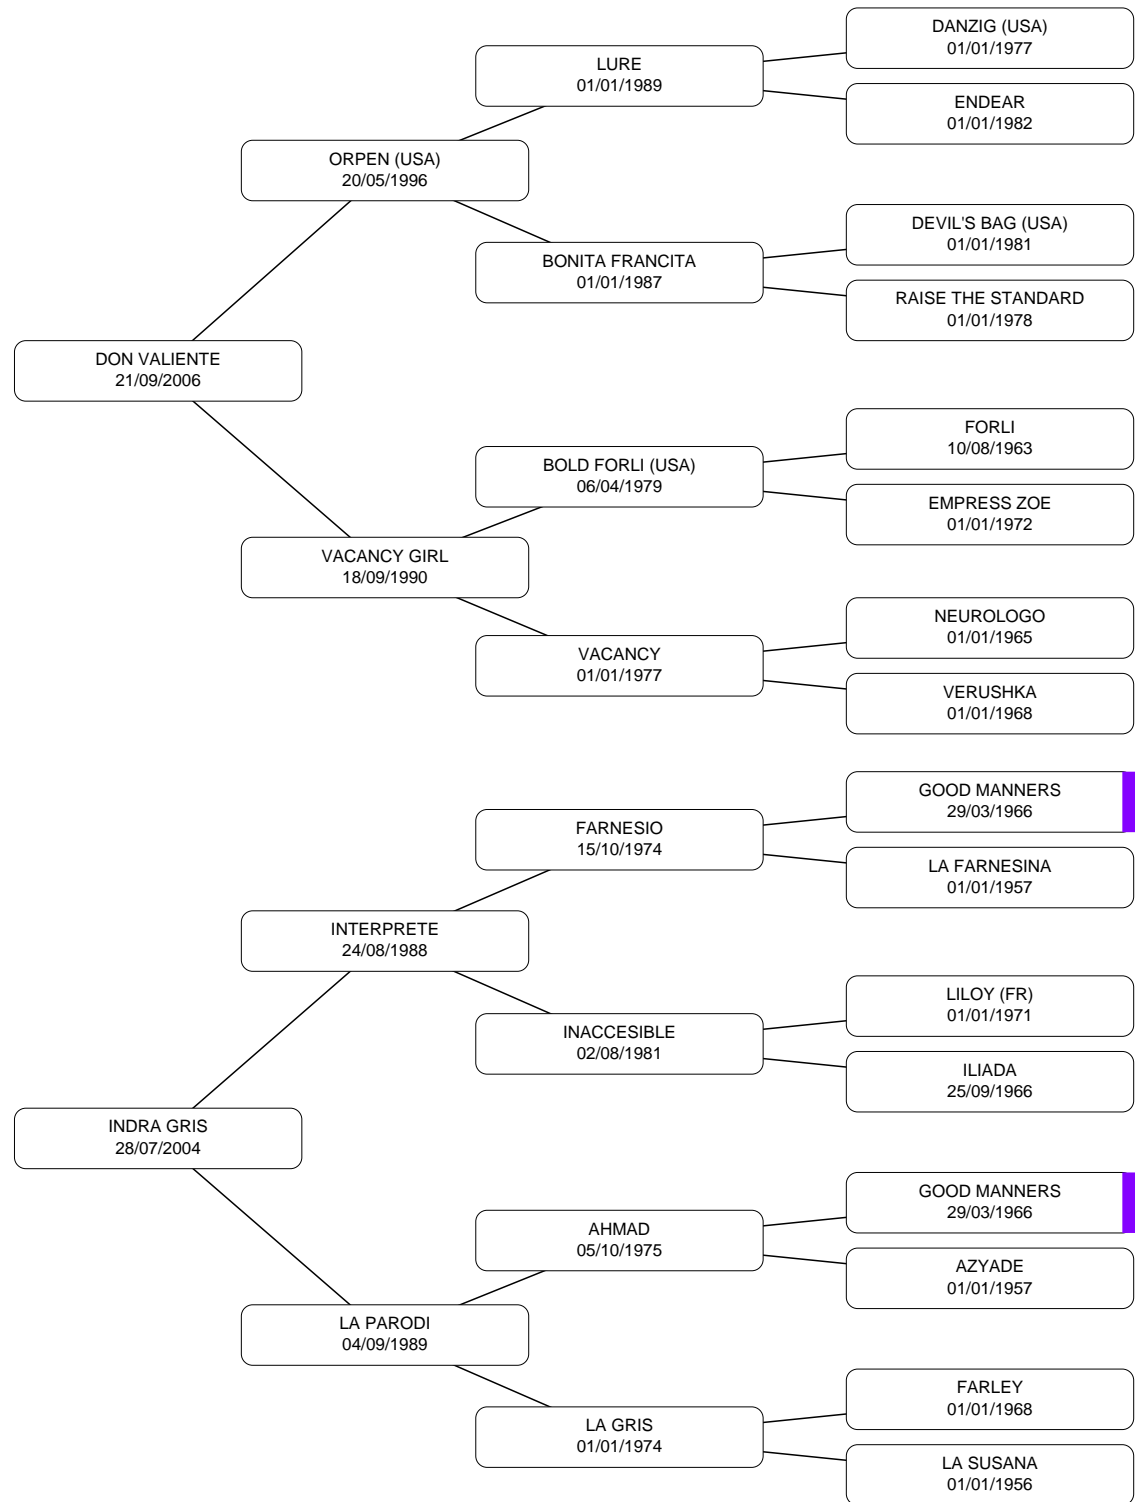 DANZIG (USA)
01/01/1977
LURE
01/01/1989
ENDEAR
01/01/1982
ORPEN (USA)
20/05/1996
DEVIL'S BAG (USA)
01/01/1981
BONITA FRANCITA
01/01/1987
RAISE THE STANDARD
01/01/1978
DON VALIENTE
21/09/2006
FORLI
10/08/1963
BOLD FORLI (USA)
06/04/1979
EMPRESS ZOE
01/01/1972
VACANCY GIRL
18/09/1990
NEUROLOGO
01/01/1965
VACANCY
01/01/1977
VERUSHKA
01/01/1968
GOOD MANNERS
29/03/1966
FARNESIO
15/10/1974
LA FARNESINA
01/01/1957
INTERPRETE
24/08/1988
LILOY (FR)
01/01/1971
INACCESIBLE
02/08/1981
ILIADA
25/09/1966
INDRA GRIS
28/07/2004
GOOD MANNERS
29/03/1966
AHMAD
05/10/1975
AZYADE
01/01/1957
LA PARODI
04/09/1989
FARLEY
01/01/1968
LA GRIS
01/01/1974
LA SUSANA
01/01/1956